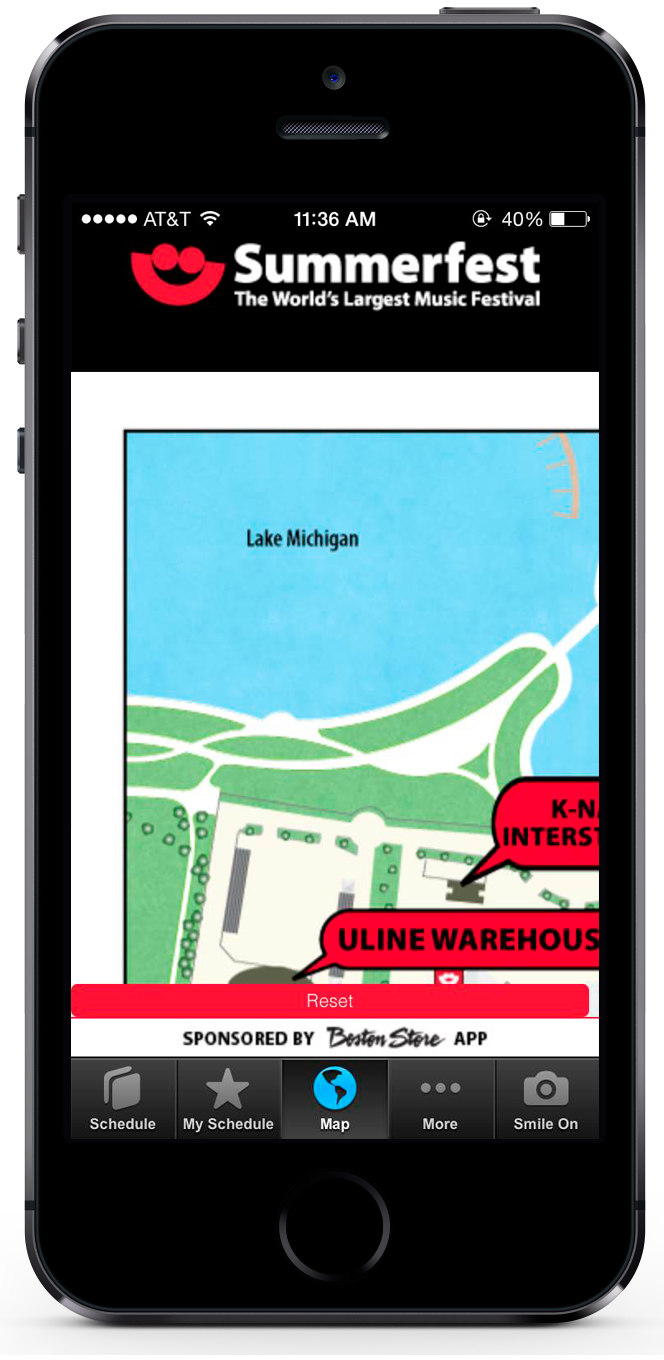 AT&T 11:36 AM 40%
Summerfest
The World's Largest Music Festival
Lake Michigan
K-NA
INTERST
ULINE WAREHOUS
Reset
SPONSORED BY Boston Store APP
Schedule My Schedule Map More Smile On